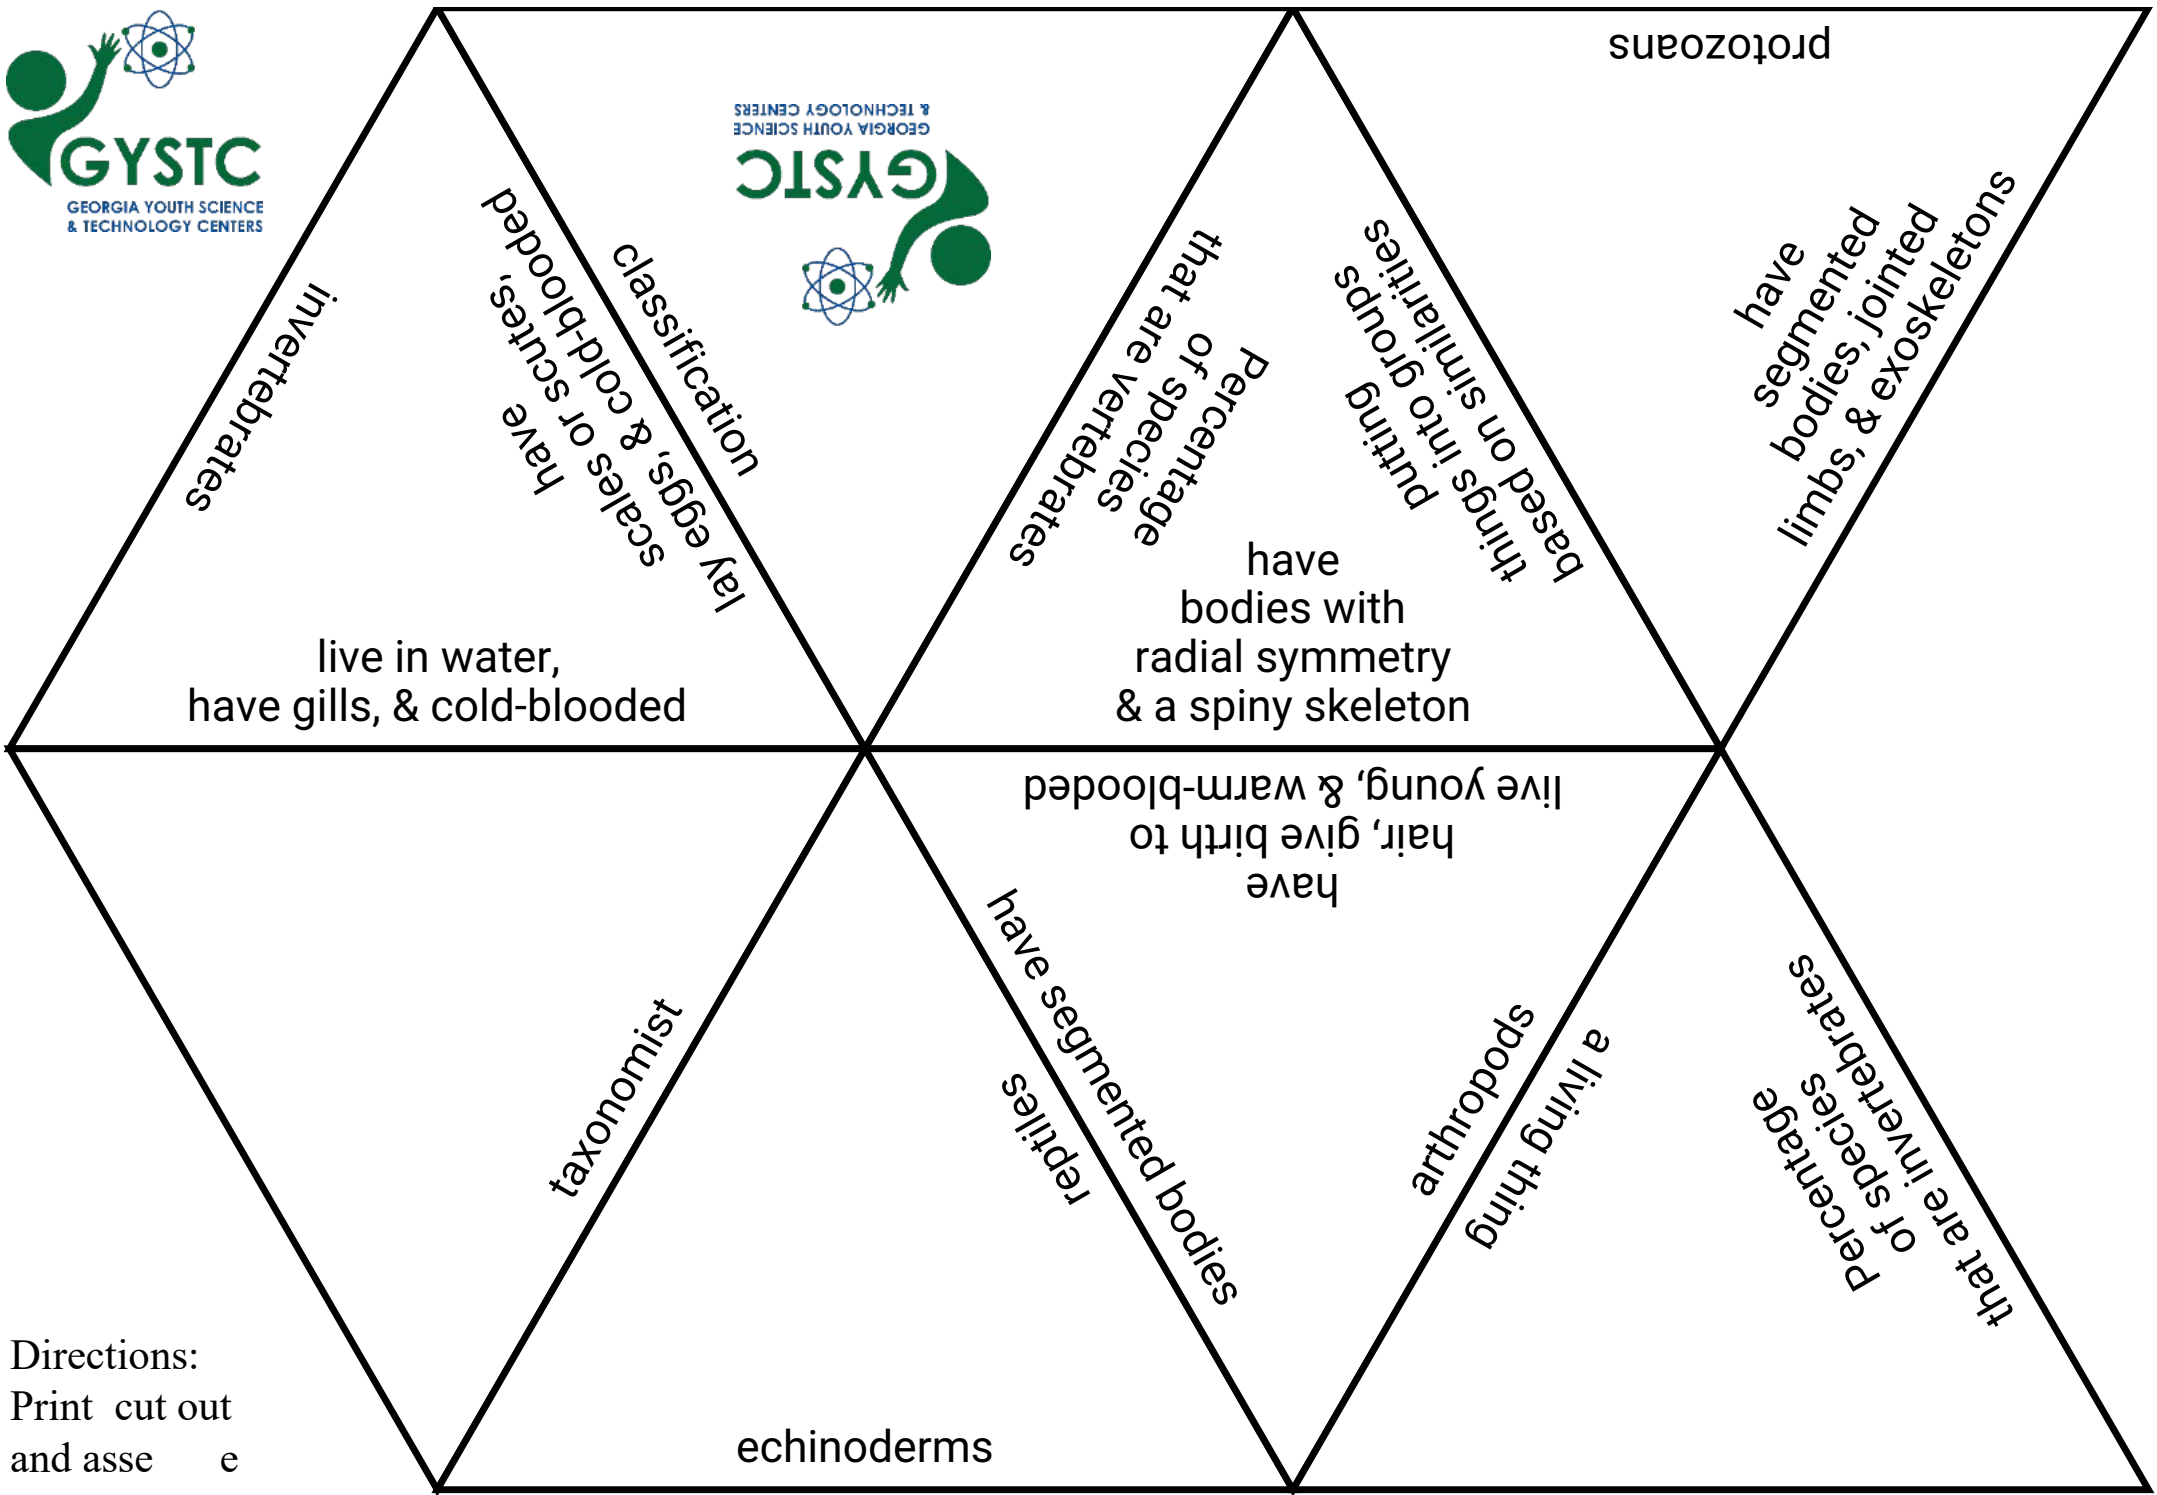 GYSTC
GEORGIA YOUTH SCIENCE
& TECHNOLOGY CENTERS
invertebrates
have
scales or scutes,
lay eggs, & cold-blooded
live in water,
have gills, & cold-blooded
classification
GYSTC
GEORGIA YOUTH SCIENCE
& TECHNOLOGY CENTERS
Percentage
of species
that are vertebrates
putting
things into groups
based on similarities
have
bodies with
radial symmetry
& a spiny skeleton
protozoans
have
segmented
bodies, jointed
limbs, & exoskeletons
taxonomist
reptiles
echinoderms
have
hair, give birth to
live young, & warm-blooded
have segmented bodies
arthropods
a living thing
Percentage
of species
that are invertebrates
Directions:
Print cut out
and asse e